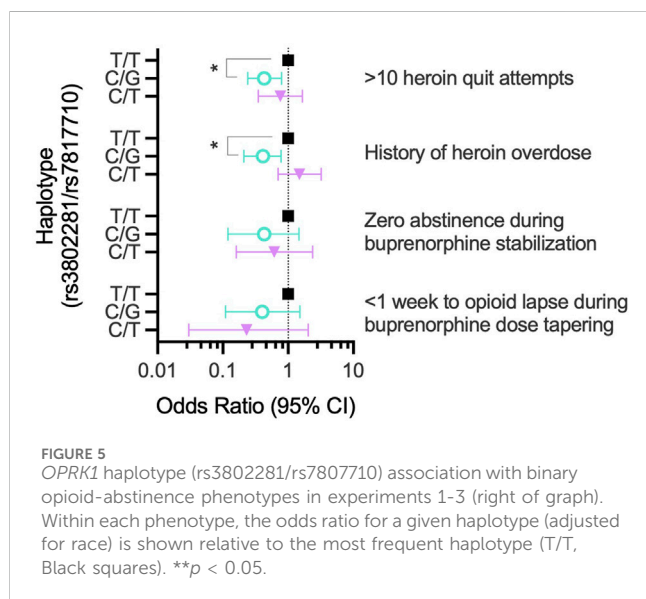 T/T
* C/G >10 heroin quit attempts
C/T
T/T
* C/G History of heroin overdose
C/T
T/T
C/G Zero abstinence during
C/T buprenorphine stabilization
T/T
C/G <1 week to opioid lapse during
C/T buprenorphine dose tapering
Haplotype
(rs3802281/rs7817710)
0.01 0.1 1 10
Odds Ratio (95% CI)
FIGURE 5
OPRK1 haplotype (rs3802281/rs7807710) association with binary
opioid-abstinence phenotypes in experiments 1-3 (right of graph).
Within each phenotype, the odds ratio for a given haplotype (adjusted
for race) is shown relative to the most frequent haplotype (T/T,
Black squares). **p < 0.05.